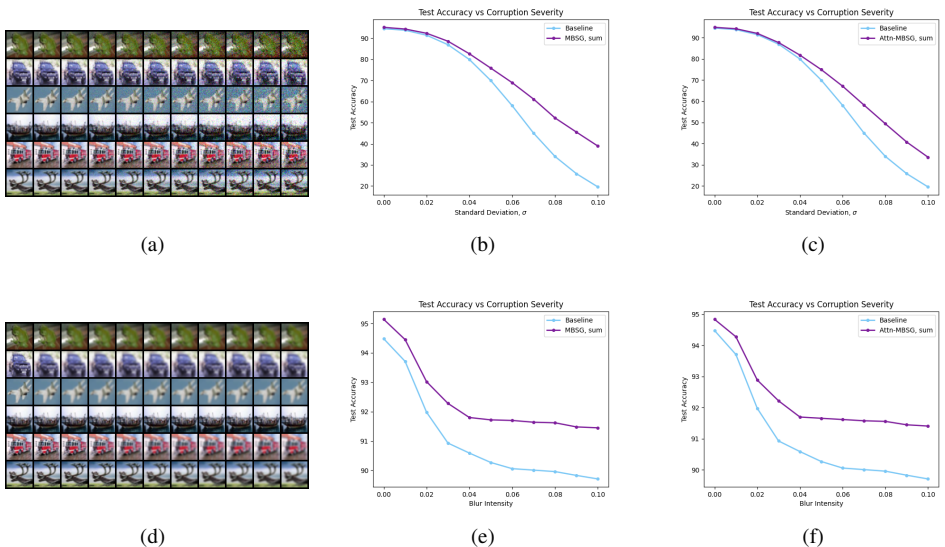 Test Accuracy vs Corruption Severity
Baseline
MBSG, sum
90
80
70
60
50
40
30
20
Test Accuracy
0.00 0.02 0.04 0.06 0.08 0.10
Standard Deviation, σ
Test Accuracy vs Corruption Severity
Baseline
Attn-MBSG, sum
90
80
70
60
50
40
30
20
Test Accuracy
0.00 0.02 0.04 0.06 0.08 0.10
Standard Deviation, σ
(a)
(b)
(c)
Test Accuracy vs Corruption Severity
Baseline
MBSG, sum
95
94
93
92
91
90
Test Accuracy
0.00 0.02 0.04 0.06 0.08 0.10
Blur Intensity
Test Accuracy vs Corruption Severity
Baseline
Attn-MBSG, sum
95
94
93
92
91
90
Test Accuracy
0.00 0.02 0.04 0.06 0.08 0.10
Blur Intensity
(d)
(e)
(f)